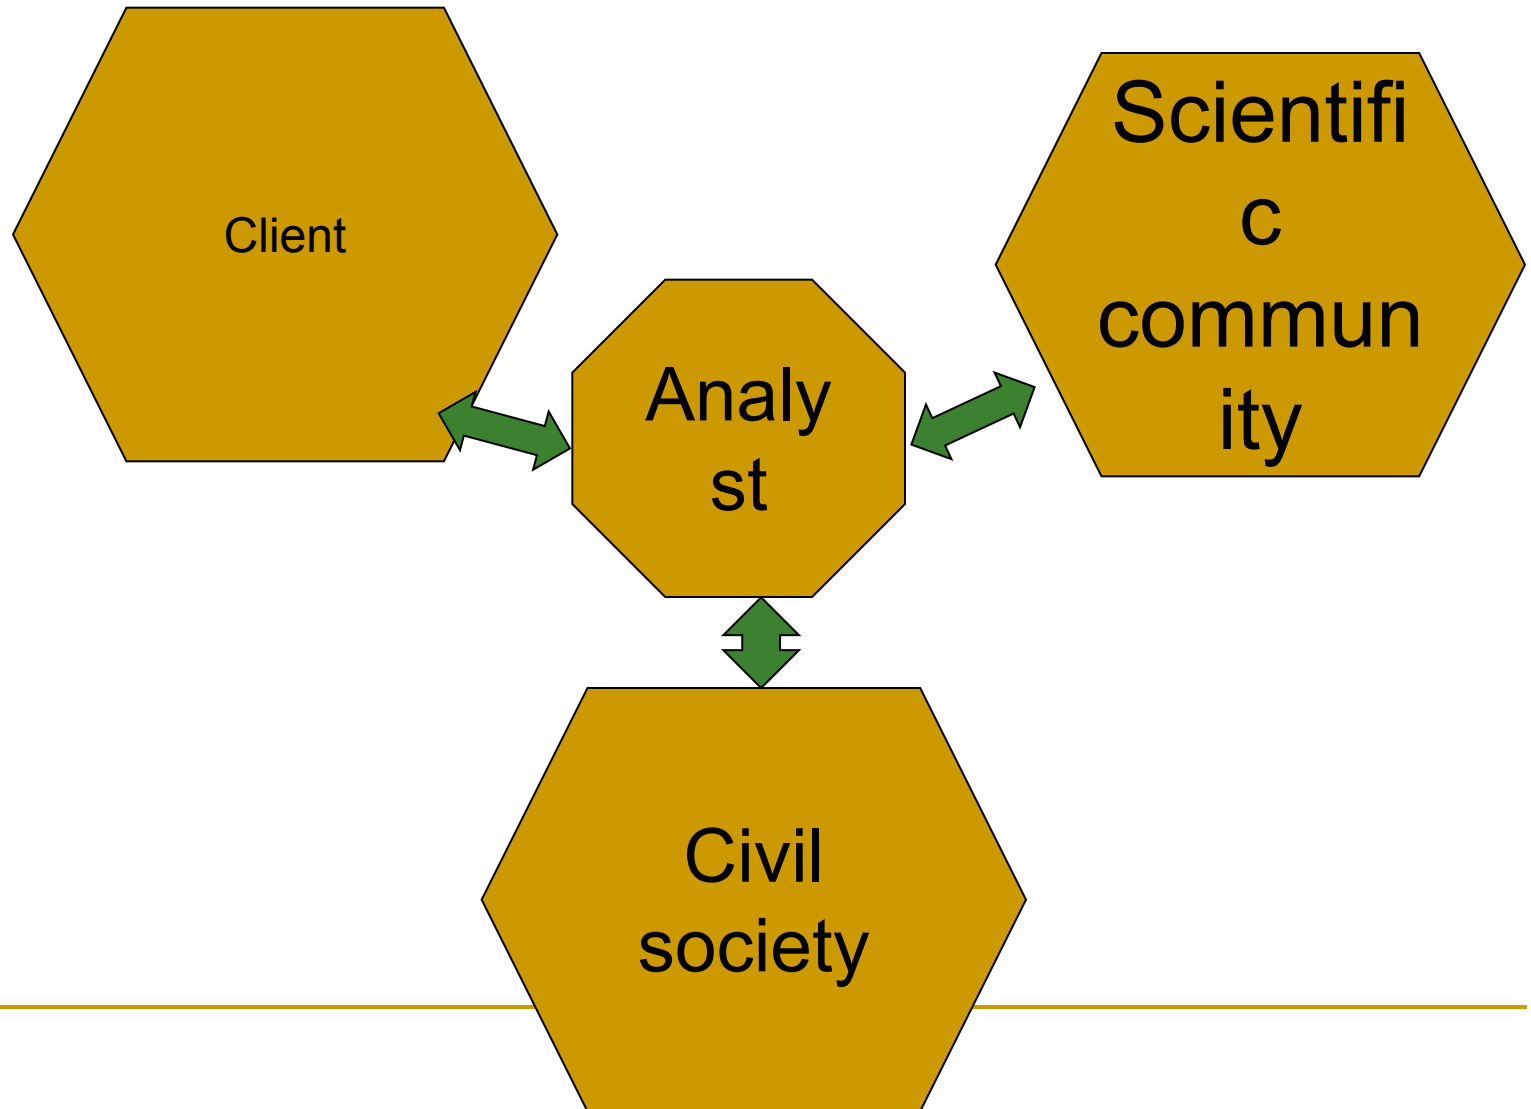 Client
Scientifi
c
commun
ity
Analy
st
Civil
society